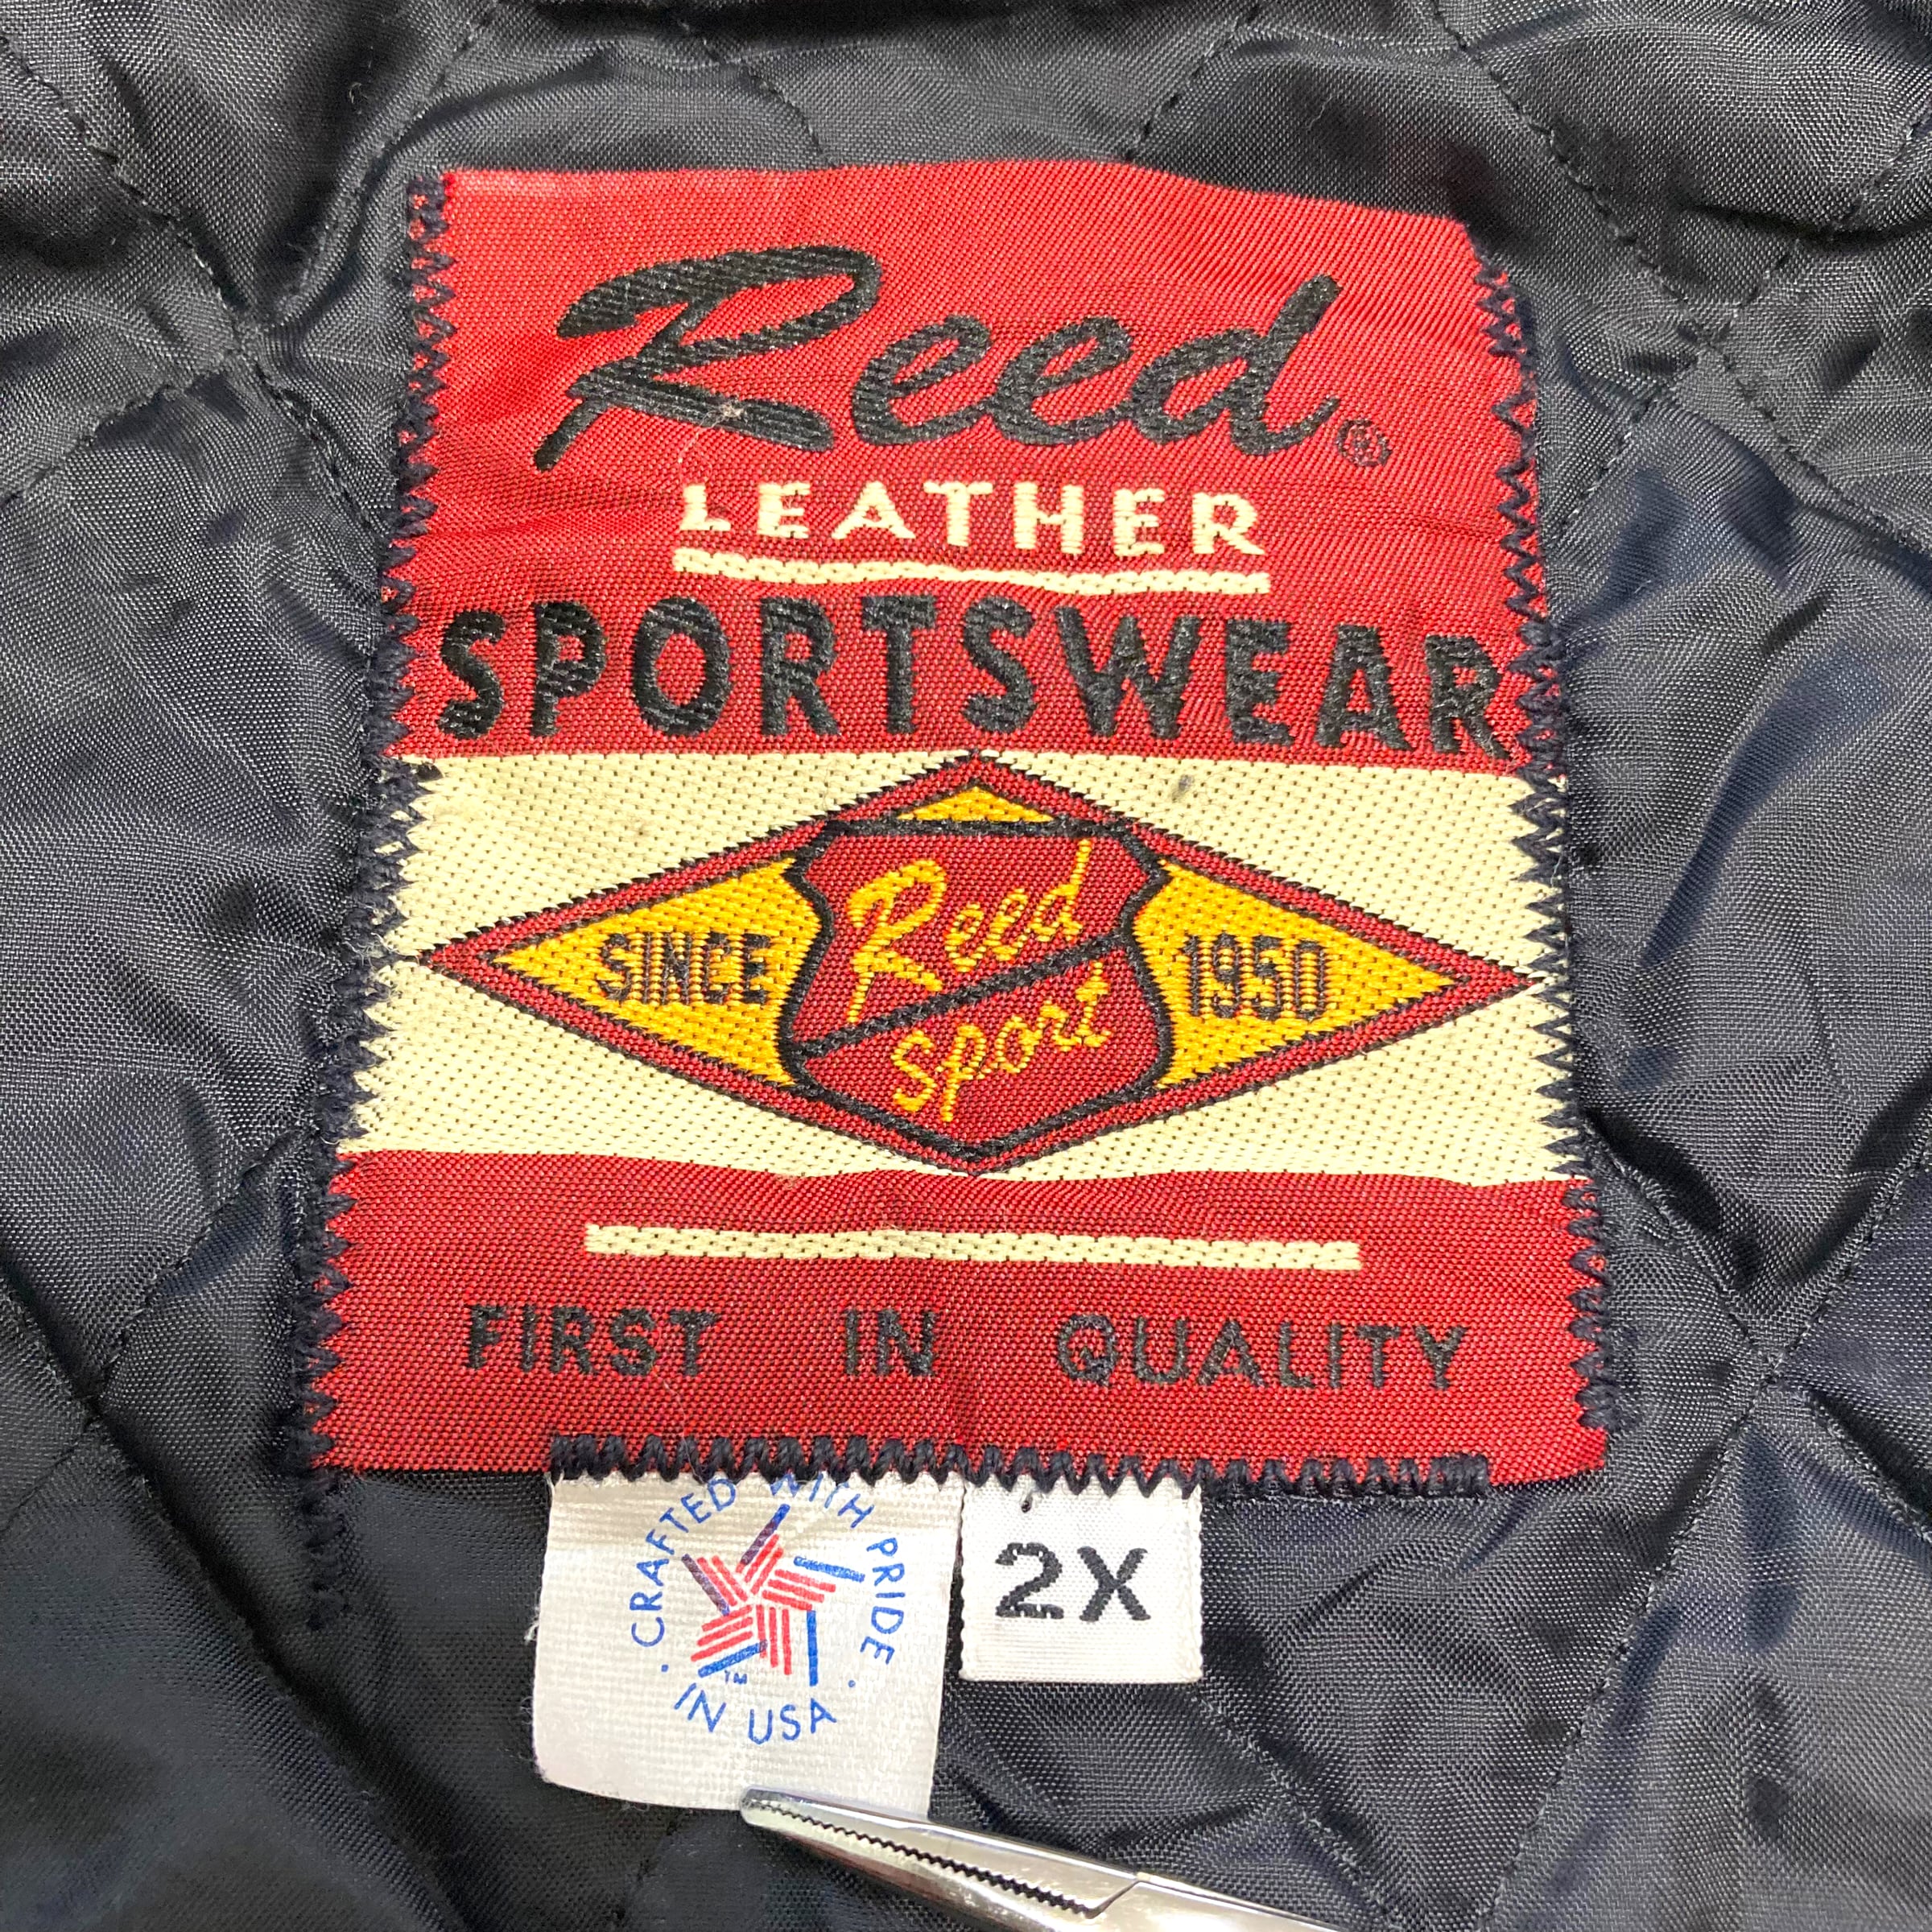 Reed®
LEATHER
SPORTSWEAR
SINCE Reed Sport 1950
FIRST IN QUALITY
CRAFTED WITH PRIDE
· IN USA ·
TM
2X